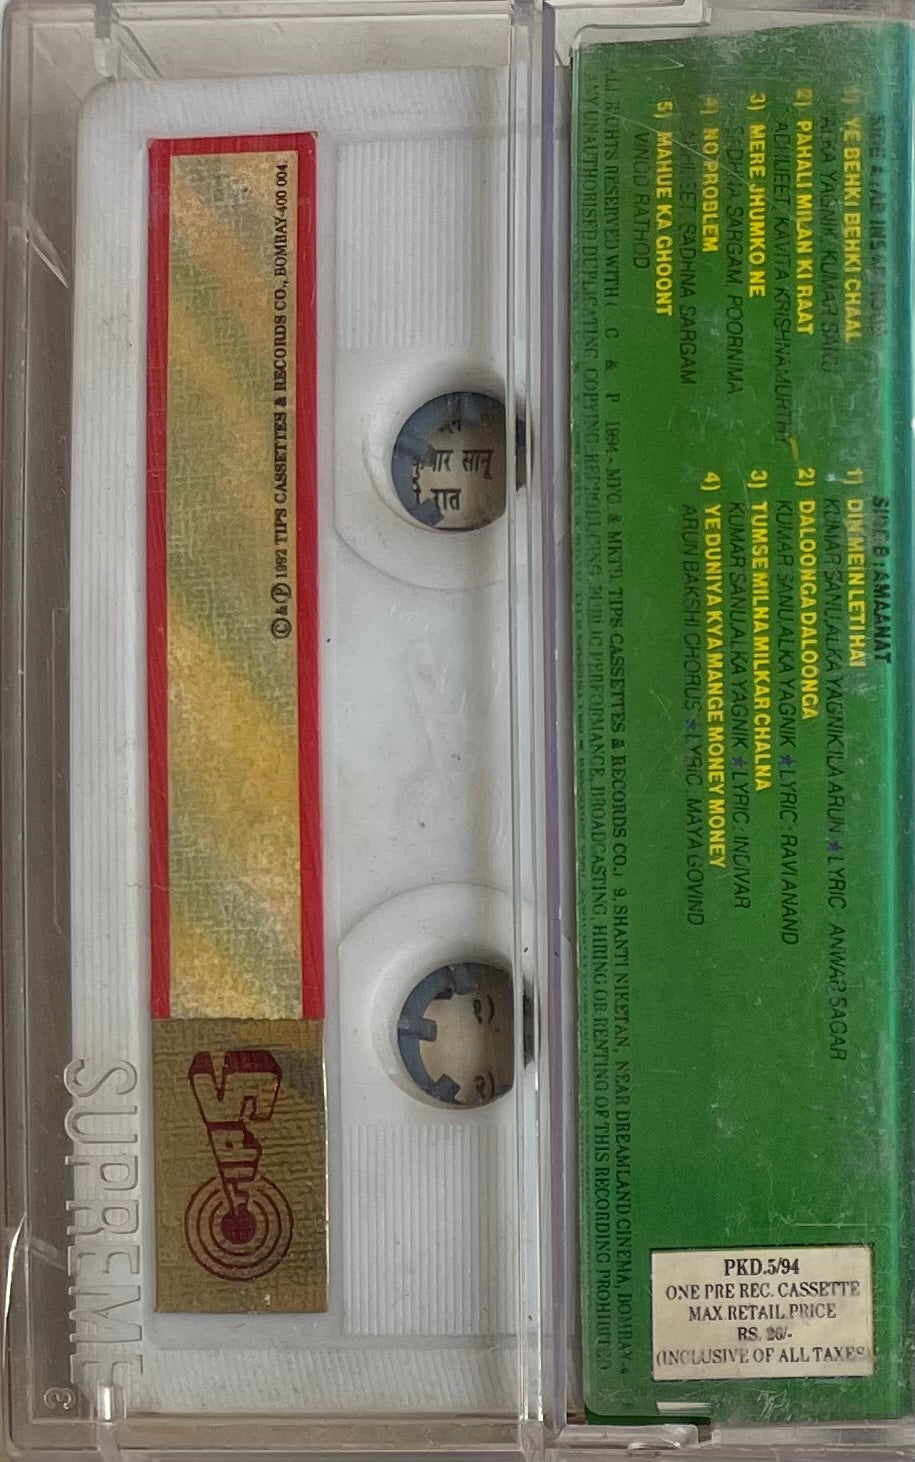 SIDE A : AB INSAF HOGA
1) YE BEHKI BEHKI CHAAL
ALKA YAGNIK, KUMAR SANU
2) PAHALI MILAN KI RAAT
ABHIJEET, KAVITA KRISHNAMURTHY
3) MERE JHUMKO NE
SADHNA SARGAM, POORNIMA
4) NO PROBLEM
ABHIJEET, SADHNA SARGAM
5) MAHUE KA GHOONT
VINOD RATHOD
SIDE B : AMAANAT
1) DIN MEIN LETI HAI
KUMAR SANU ALKA YAGNIK ILA ARUN ★ LYRIC : ANWAR SAGAR
2) DALOONGA DALOONGA
KUMAR SANU ALKA YAGNIK ★ LYRIC : RAVI ANAND
3) TUMSE MILNA MILKAR CHALNA
KUMAR SANU ALKA YAGNIK ★ LYRIC : INDIVAR
4) YE DUNIYA KYA MANGE MONEY MONEY
ARUN BAKSHI CHORUS ★ LYRIC : MAYA GOVIND
ALL RIGHTS RESERVED WITH ( C & P 1994 - MFG & MKTD. TIPS CASSETTES & RECORDS CO., 9, SHANTI NIKETAN, NEAR DREAMLAND CINEMA, BOMBAY-4
ANY UNAUTHORISED DUPLICATING, COPYING, REPRODUCING, PUBLIC PERFORMANCE, BROADCASTING, HIRING OR RENTING OF THIS RECORDING PROHIBITED
PKD.5/94
ONE PRE REC. CASSETTE
MAX.RETAIL.PRICE
RS. 26/-
(INCLUSIVE OF ALL TAXES)
© & ℗ 1992 TIPS CASSETTES & RECORDS CO., BOMBAY-400 004.
TIPS
SUPREME
3
सानू
रात
१)
२)